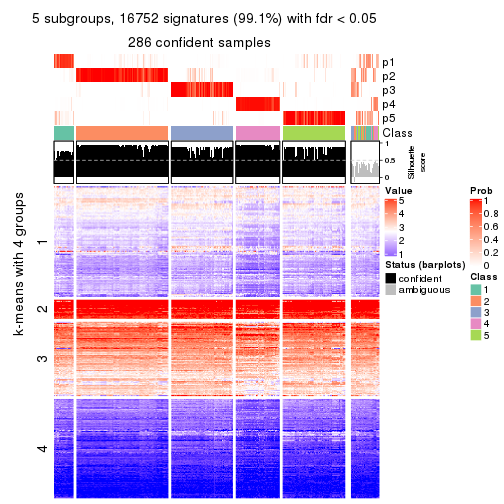 5 subgroups, 16752 signatures (99.1%) with fdr < 0.05
286 confident samples
p1
p2
p3
p4
p5
Class
1
0.5
0
Silhouette
score
k-means with 4 groups
1
2
3
4
Value
5
4
3
2
1
Status (barplots)
confident
ambiguous
Prob
1
0.8
0.6
0.4
0.2
0
Class
1
2
3
4
5